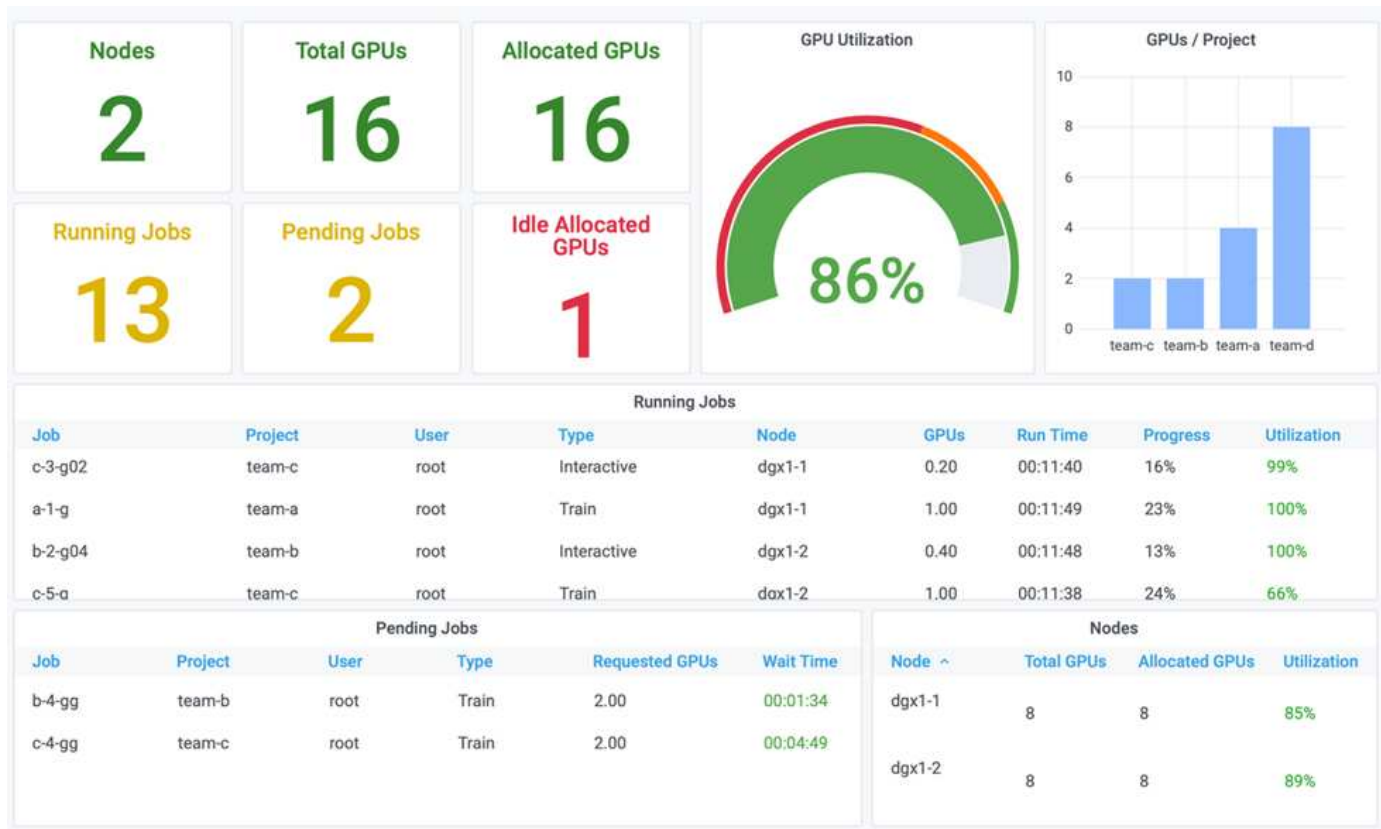 Nodes
2
Total GPUs
16
Allocated GPUs
16
Running Jobs
13
Pending Jobs
2
Idle Allocated
GPUs
1
GPU Utilization
86%
GPUs / Project
10
8
6
4
2
0
team-c team-b team-a team-d
Running Jobs
Job Project User Type Node GPUs Run Time Progress Utilization
c-3-g02 team-c root Interactive dgx1-1 0.20 00:11:40 16% 99%
a-1-g team-a root Train dgx1-1 1.00 00:11:49 23% 100%
b-2-g04 team-b root Interactive dgx1-2 0.40 00:11:48 13% 100%
c-5-g team-c root Train dgx1-2 1.00 00:11:38 24% 66%
Pending Jobs
Job Project User Type Requested GPUs Wait Time
b-4-gg team-b root Train 2.00 00:01:34
c-4-gg team-c root Train 2.00 00:04:49
Nodes
Node Total GPUs Allocated GPUs Utilization
dgx1-1 8 8 85%
dgx1-2 8 8 89%